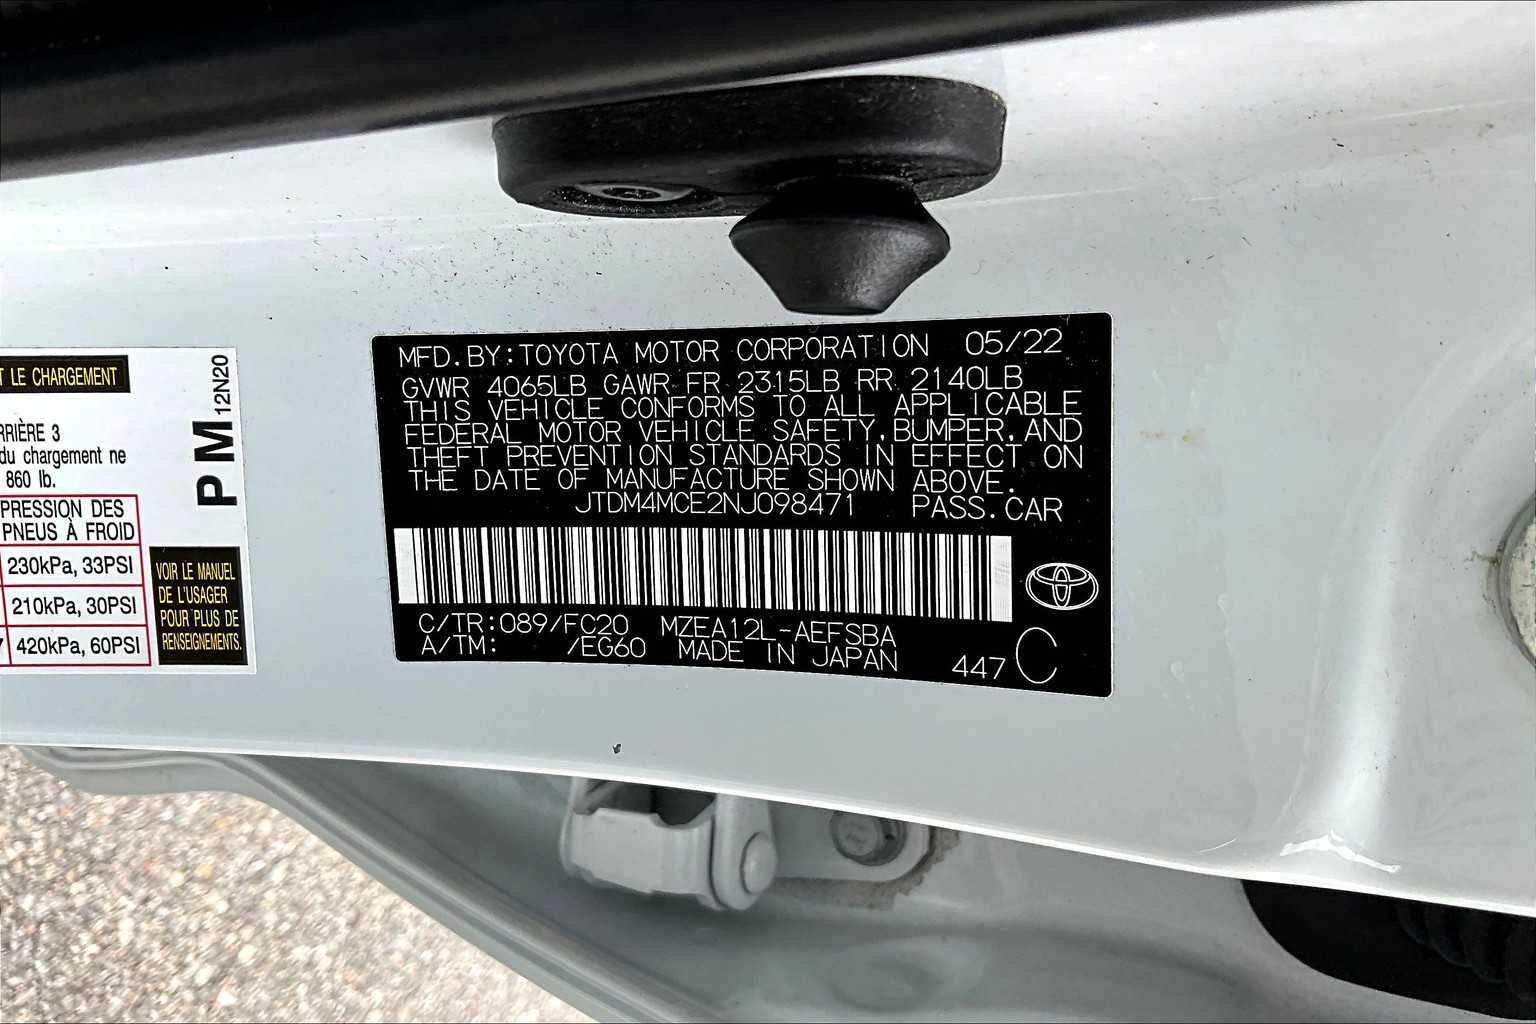 T LE CHARGEMENT
PM 12N20
RRIÈRE 3
du chargement ne
860 lb.
PRESSION DES
PNEUS À FROID
230kPa, 33PSI
210kPa, 30PSI
7 420kPa, 60PSI
VOIR LE MANUEL
DE L'USAGER
POUR PLUS DE
RENSEIGNEMENTS.
MFD.BY:TOYOTA MOTOR CORPORATION 05/22
GVWR 4065LB GAWR FR 2315LB RR 2140LB
THIS VEHICLE CONFORMS TO ALL APPLICABLE
FEDERAL MOTOR VEHICLE SAFETY,BUMPER,AND
THEFT PREVENTION STANDARDS IN EFFECT ON
THE DATE OF MANUFACTURE SHOWN ABOVE.
JTDM4MCE2NJ098471 PASS.CAR
C/TR:089/FC20 MZEA12L-AEFSBA
A/TM: /EG60 MADE IN JAPAN 447 C